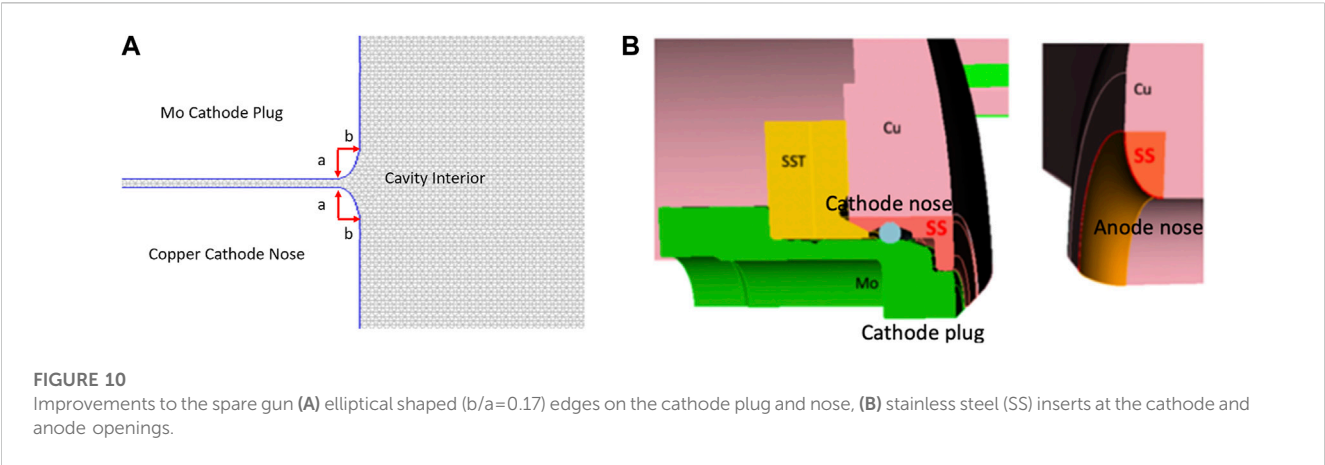 A
Mo Cathode Plug
b
a
Cavity Interior
a
b
Copper Cathode Nose
B
Cu
SST
Cathode nose
SS
Mo
Cathode plug
Cu
SS
Anode nose
FIGURE 10
Improvements to the spare gun (A) elliptical shaped (b/a=0.17) edges on the cathode plug and nose, (B) stainless steel (SS) inserts at the cathode and
anode openings.